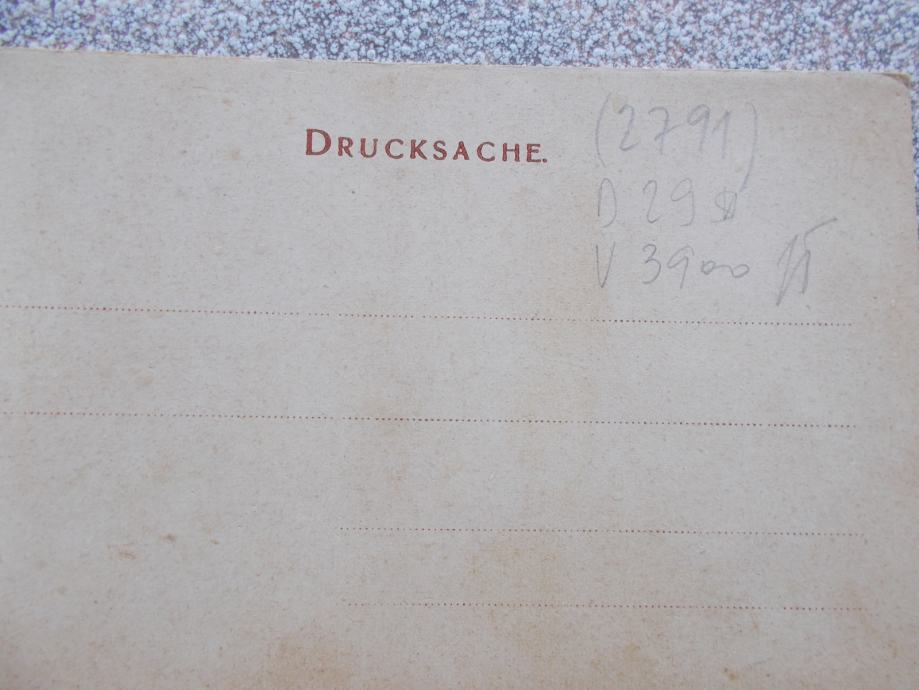 DRUCKSACHE.
(2791)
D 29
V 3900